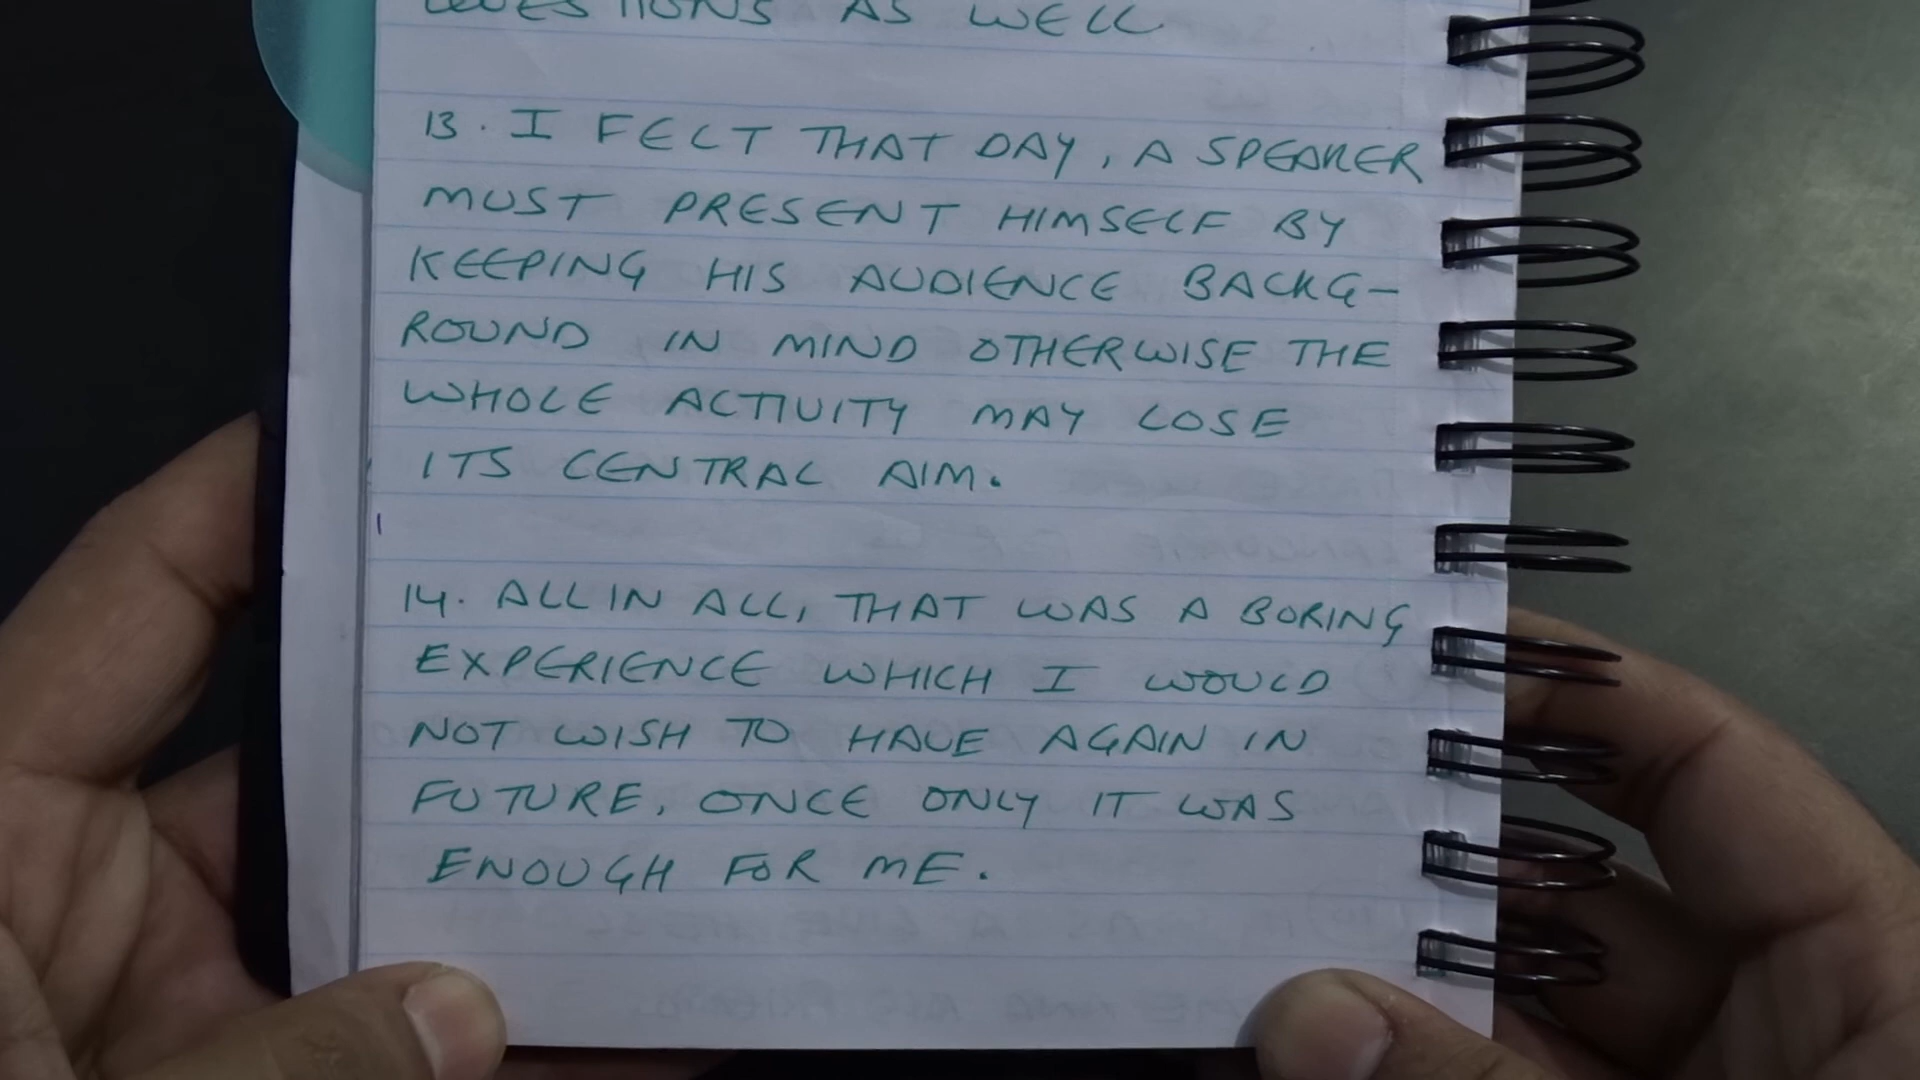 QUESTIONS AS WELL
13. I FELT THAT DAY, A SPEAKER
MUST PRESENT HIMSELF BY
KEEPING HIS AUDIENCE BACKG-
ROUND IN MIND OTHERWISE THE
WHOLE ACTIVITY MAY LOSE
ITS CENTRAL AIM.
14. ALL IN ALL, THAT WAS A BORING
EXPERIENCE WHICH I WOULD
NOT WISH TO HAVE AGAIN IN
FUTURE. ONCE ONLY IT WAS
ENOUGH FOR ME.